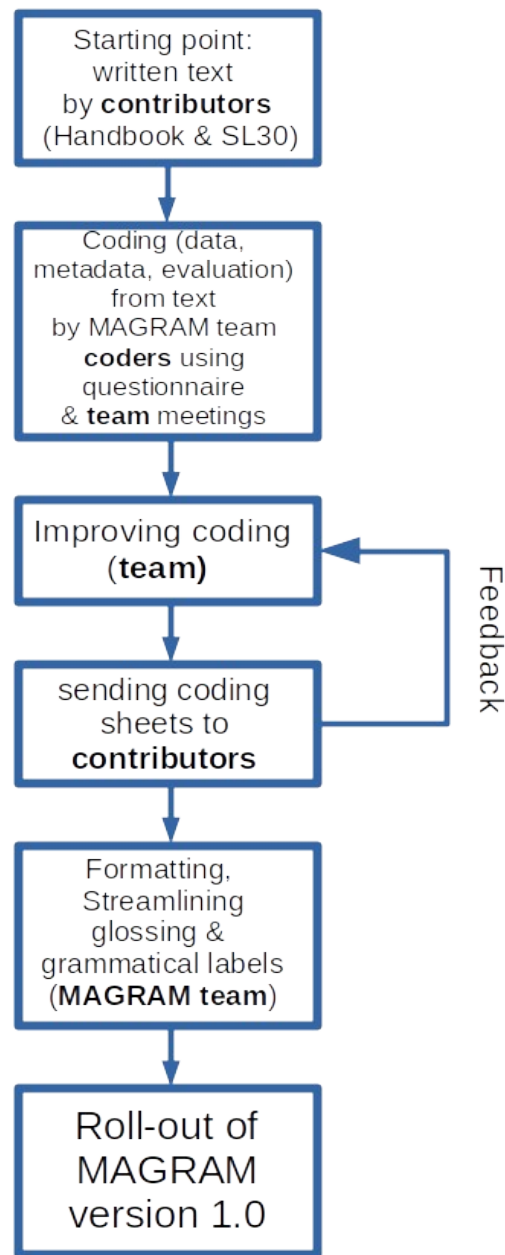 Starting point:
written text
by contributors
(Handbook & SL30)
Coding (data,
metadata, evaluation)
from text
by MAGRAM team
coders using
questionnaire
& team meetings
Improving coding
(team)
Feedback
sending coding
sheets to
contributors
Formatting,
Streamlining
glossing &
grammatical labels
(MAGRAM team)
Roll-out of
MAGRAM
version 1.0